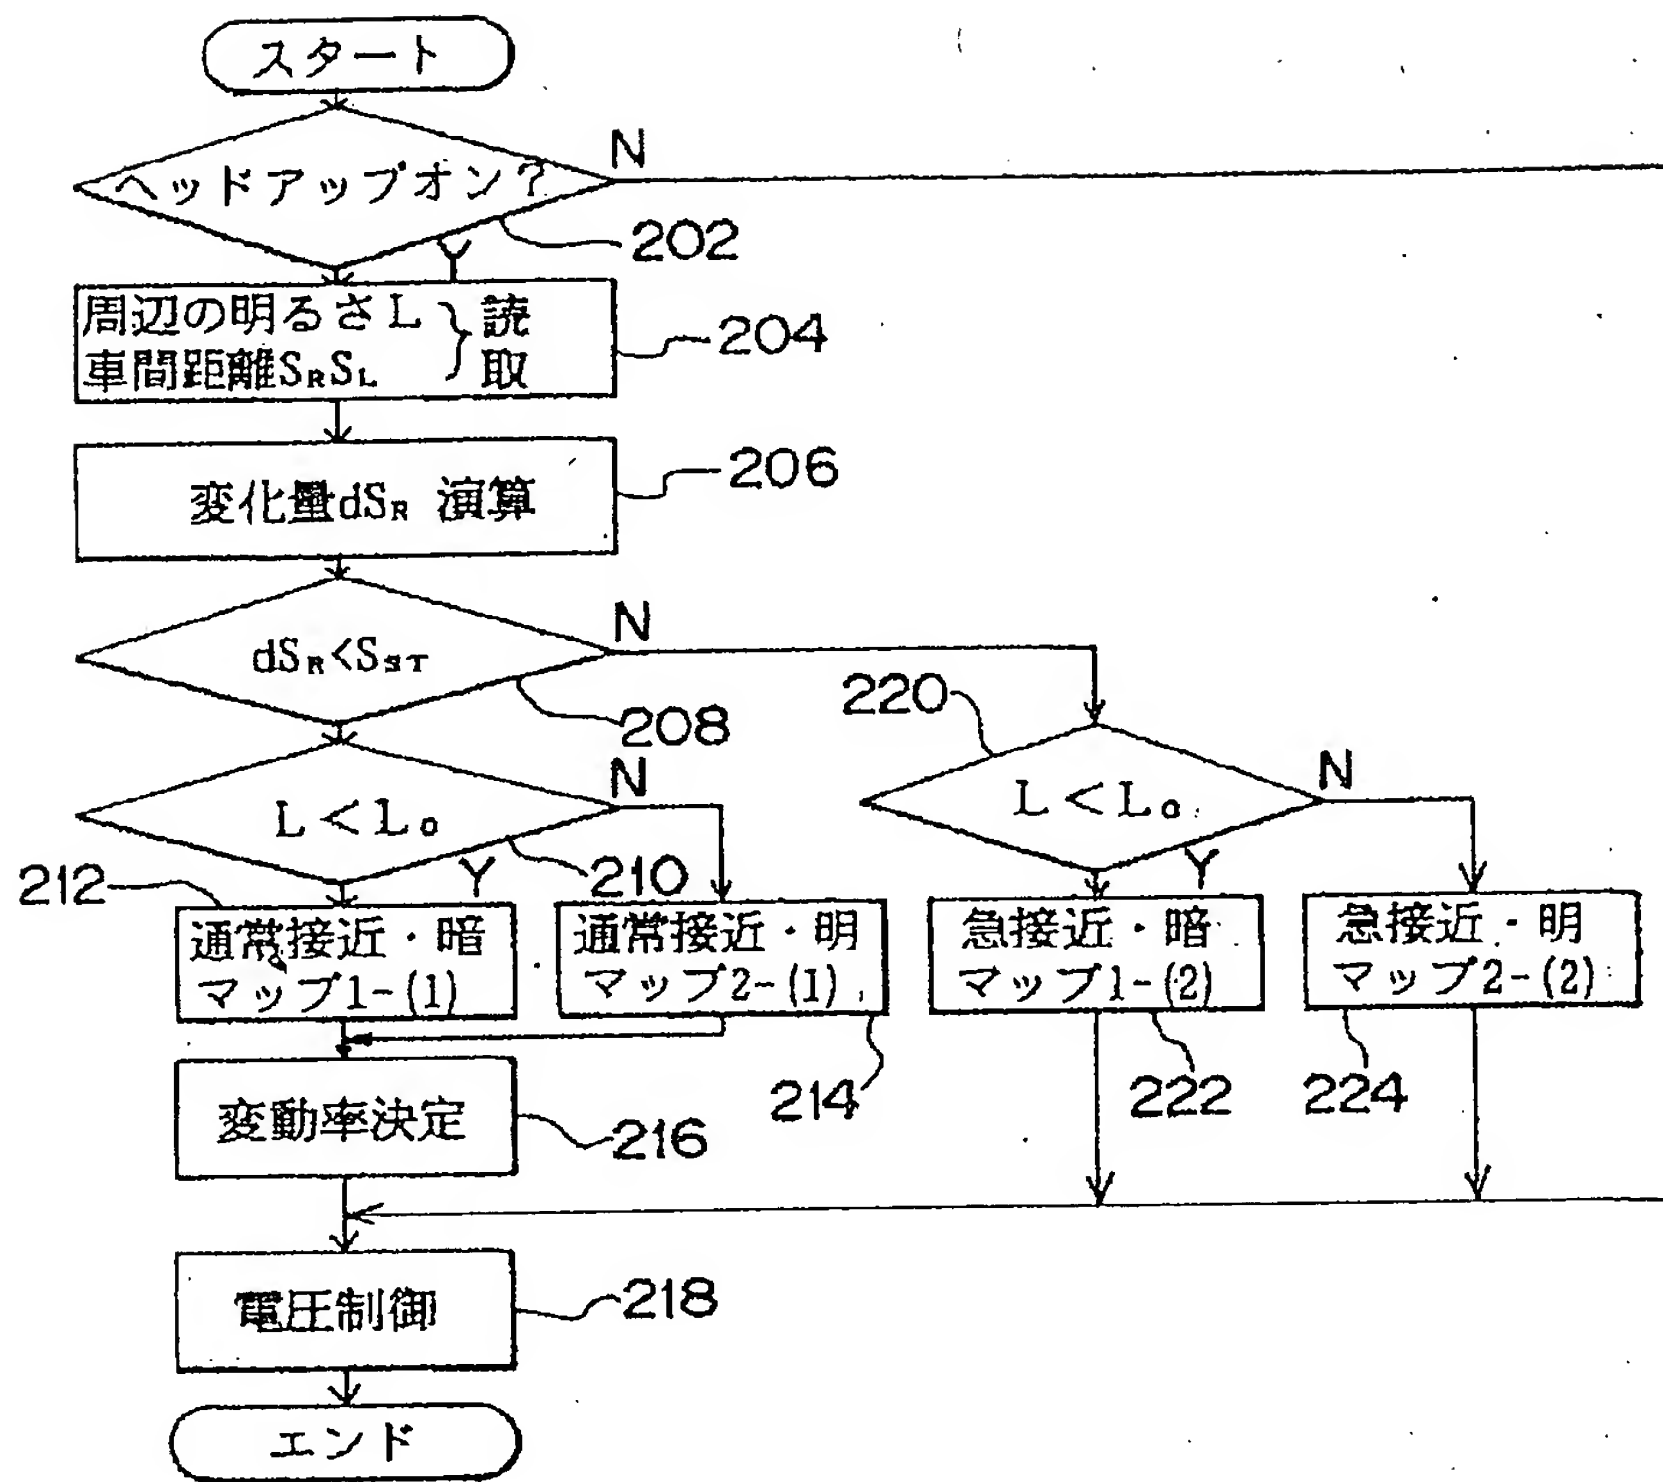 スタート
ヘッドアップオン?
N
202
Y
周辺の明るさL
車間距離SRSL
読
取
204
変化量dSR 演算
206
dSR<SST
N
208
L<L0
N
210
Y
220
L<L0
N
Y
212
通常接近・暗
マップ1-(1)
通常接近・明
マップ2-(1)
214
急接近・暗
マップ1-(2)
222
急接近・明
マップ2-(2)
224
変動率決定
216
電圧制御
218
エンド